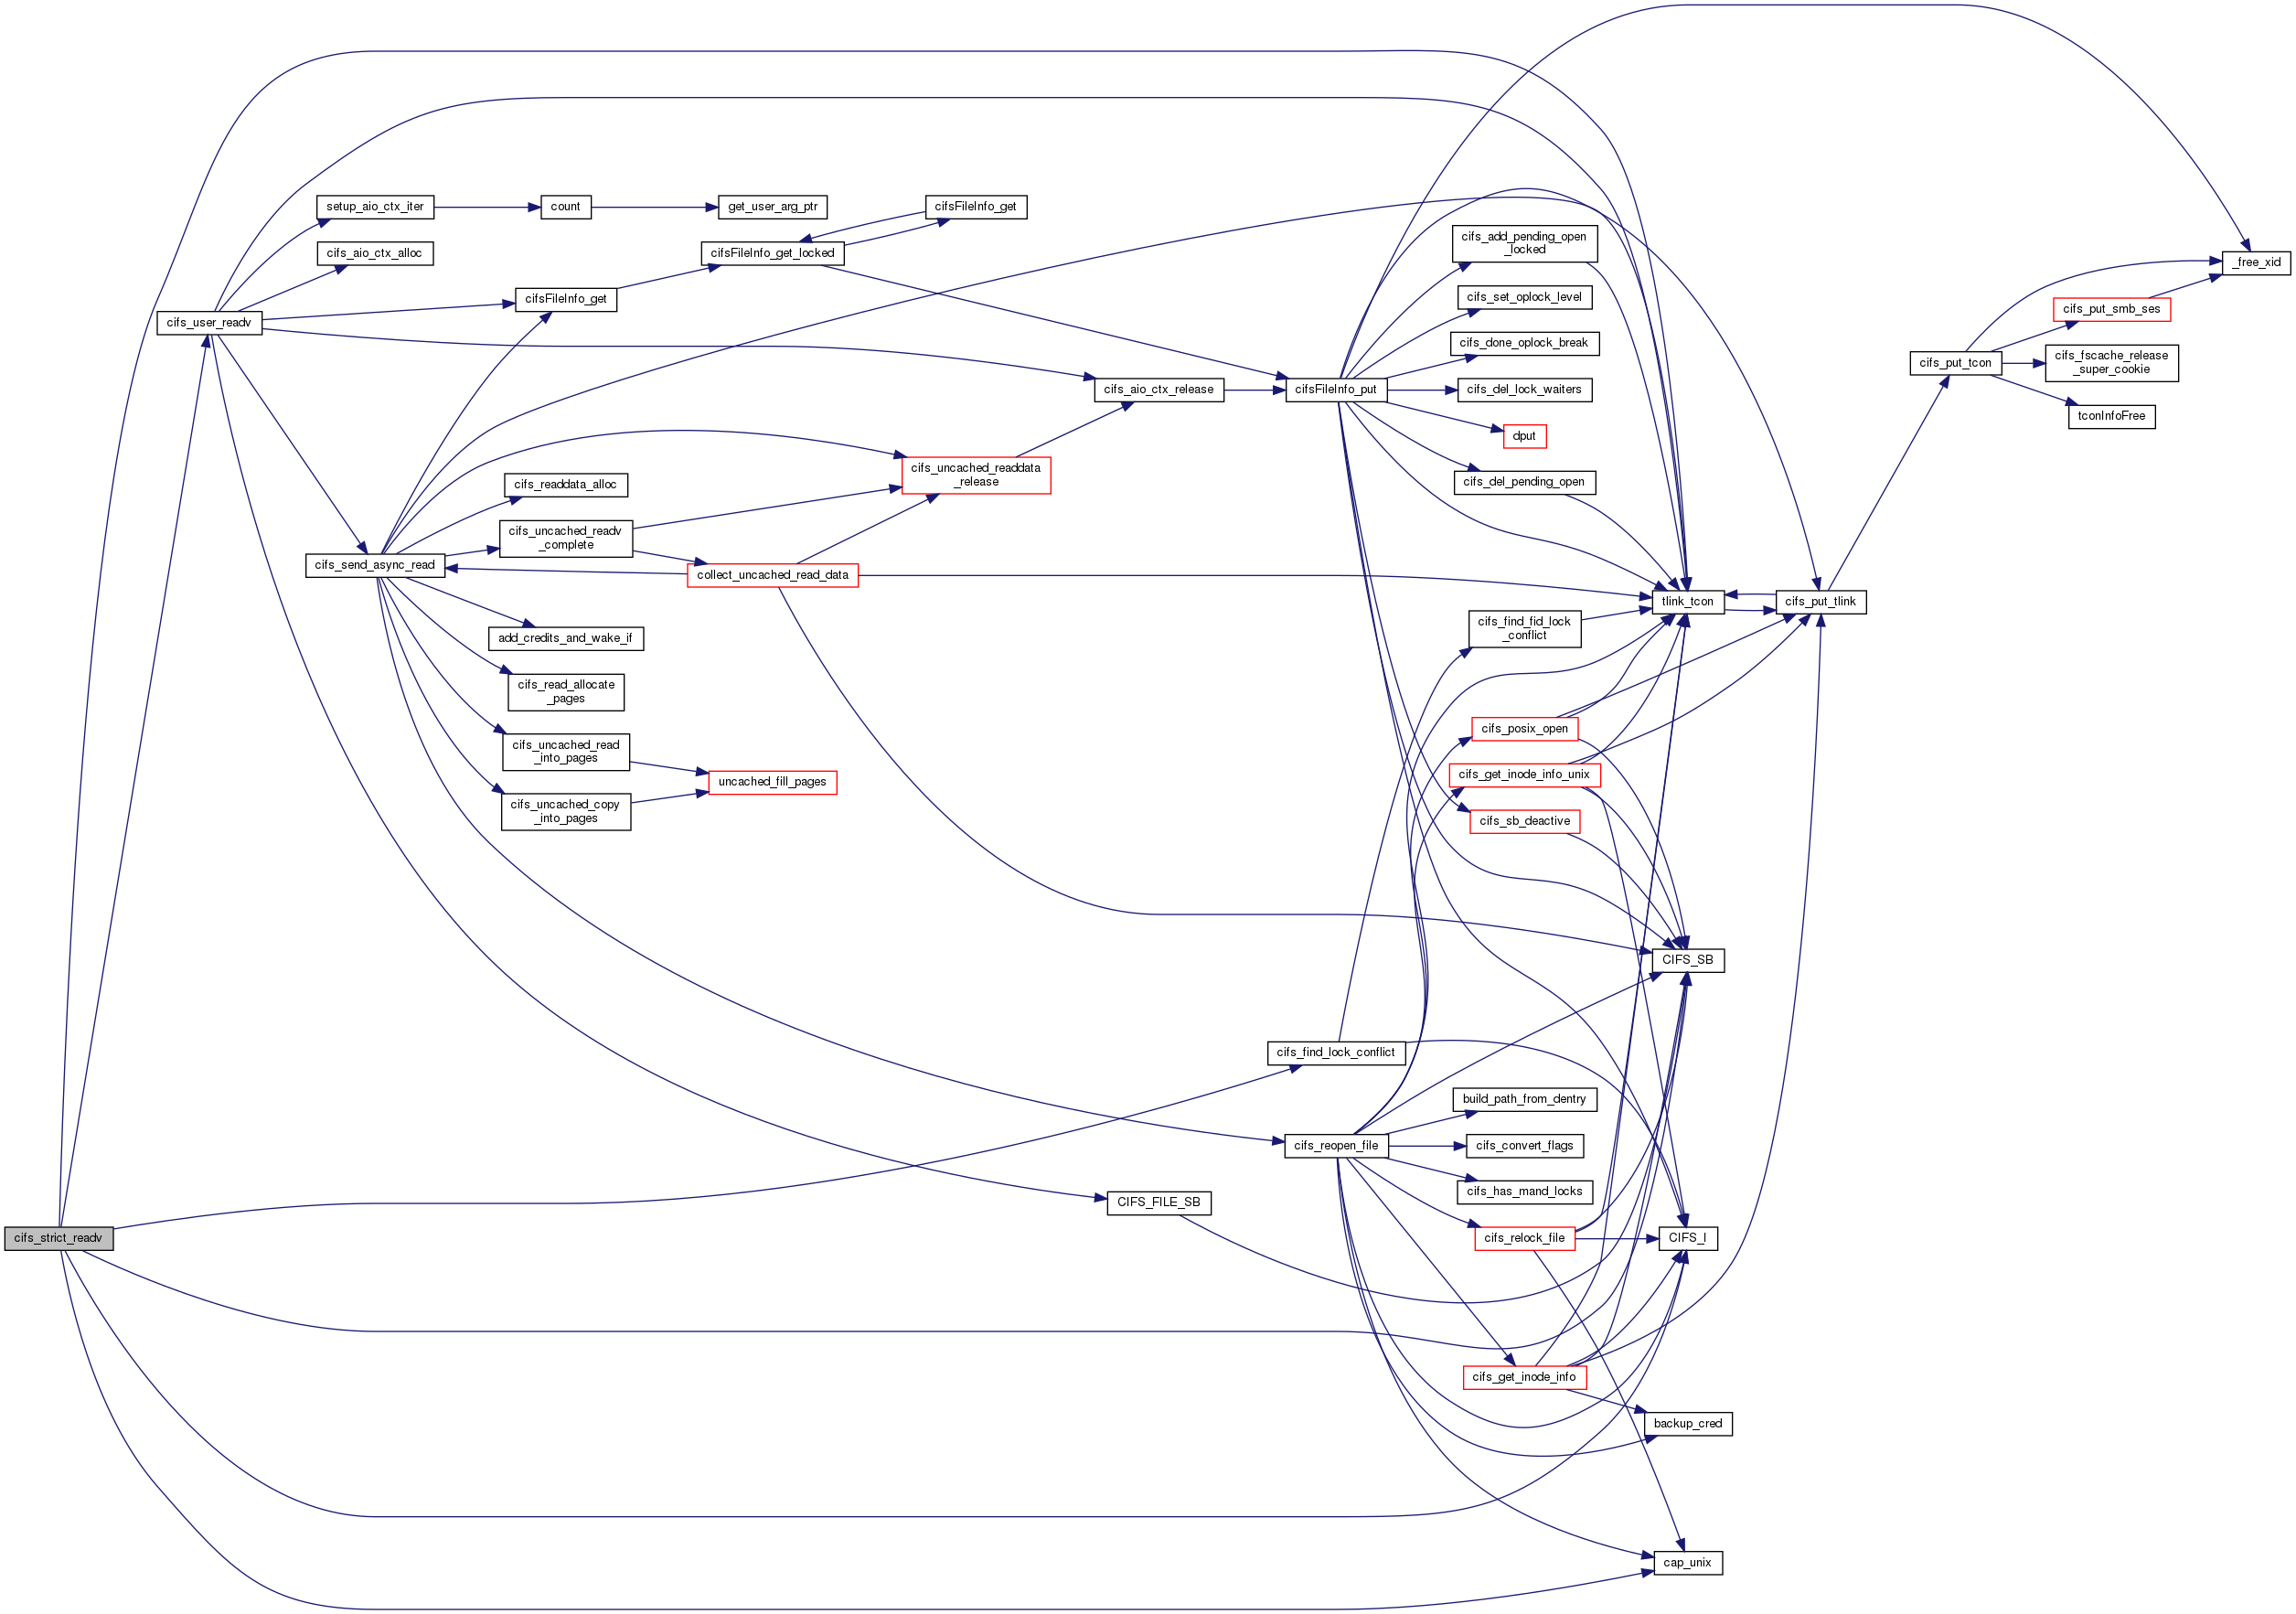 setup_aio_ctx_iter
count
get_user_arg_ptr
cifsFileInfo_get
cifs_aio_ctx_alloc
cifsFileInfo_get_locked
cifs_add_pending_open
_locked
_free_xid
cifsFileInfo_get
cifs_set_oplock_level
cifs_put_smb_ses
cifs_user_readv
cifs_done_oplock_break
cifs_put_tcon
cifs_fscache_release
_super_cookie
cifs_aio_ctx_release
cifsFileInfo_put
cifs_del_lock_waiters
tconInfoFree
dput
cifs_readdata_alloc
cifs_uncached_readdata
_release
cifs_del_pending_open
cifs_uncached_readv
_complete
cifs_send_async_read
collect_uncached_read_data
tlink_tcon
cifs_put_tlink
add_credits_and_wake_if
cifs_find_fid_lock
_conflict
cifs_read_allocate
_pages
cifs_posix_open
cifs_uncached_read
_into_pages
uncached_fill_pages
cifs_get_inode_info_unix
cifs_uncached_copy
_into_pages
cifs_sb_deactive
CIFS_SB
cifs_find_lock_conflict
build_path_from_dentry
cifs_reopen_file
cifs_convert_flags
cifs_has_mand_locks
CIFS_FILE_SB
cifs_strict_readv
cifs_relock_file
CIFS_I
cifs_get_inode_info
backup_cred
cap_unix